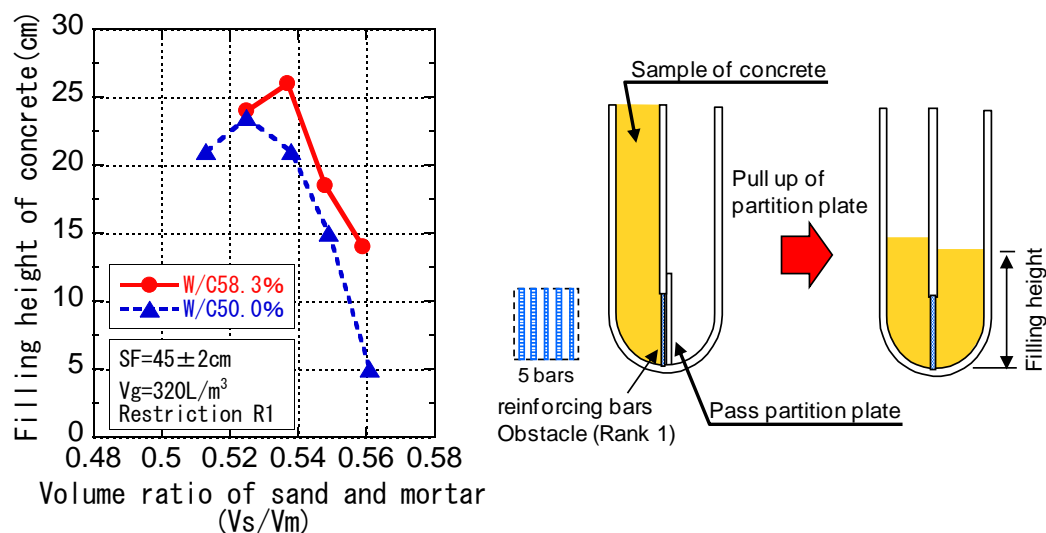 Filling height of concrete(cm)
30
25
20
15
10
5
0
0.48 0.5 0.52 0.54 0.56 0.58
Volume ratio of sand and mortar
(Vs/Vm)
W/C58.3%
W/C50.0%
SF=45±2cm
Vg=320L/m³
Restriction R1
Sample of concrete
Pull up of
partition plate
5 bars
reinforcing bars
Obstacle (Rank 1)
Pass partition plate
Filling height